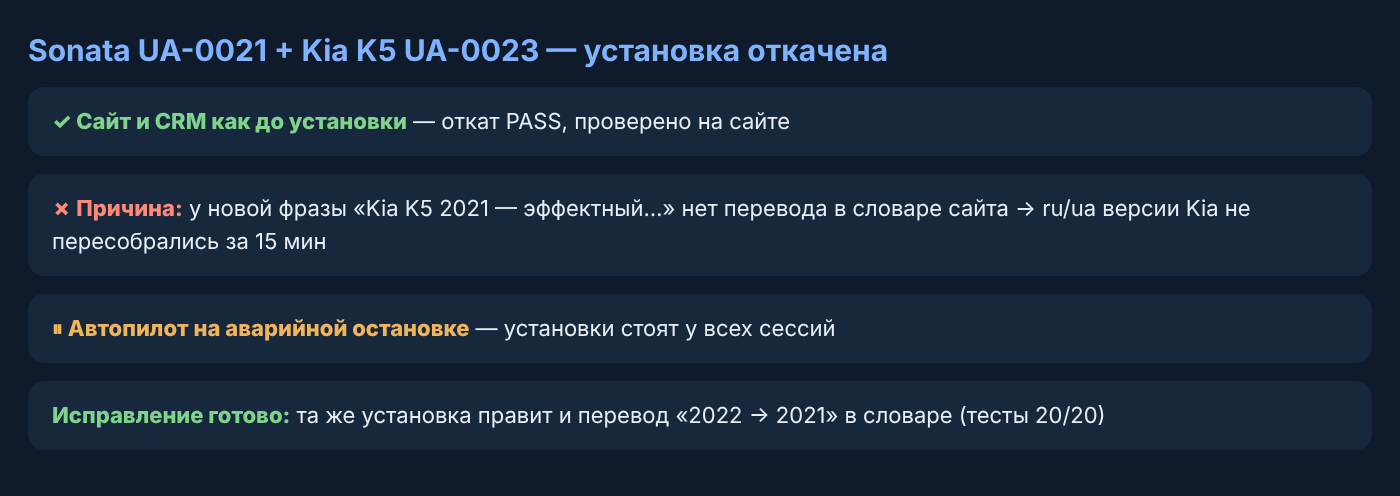 Sonata UA-0021 + Kia K5 UA-0023 — установка откачена
✓ Сайт и CRM как до установки — откат PASS, проверено на сайте
✕ Причина: у новой фразы «Kia K5 2021 — эффектный…» нет перевода в словаре сайта → ru/ua версии Kia не
пересобрались за 15 мин
⏸ Автопилот на аварийной остановке — установки стоят у всех сессий
Исправление готово: та же установка правит и перевод «2022 → 2021» в словаре (тесты 20/20)